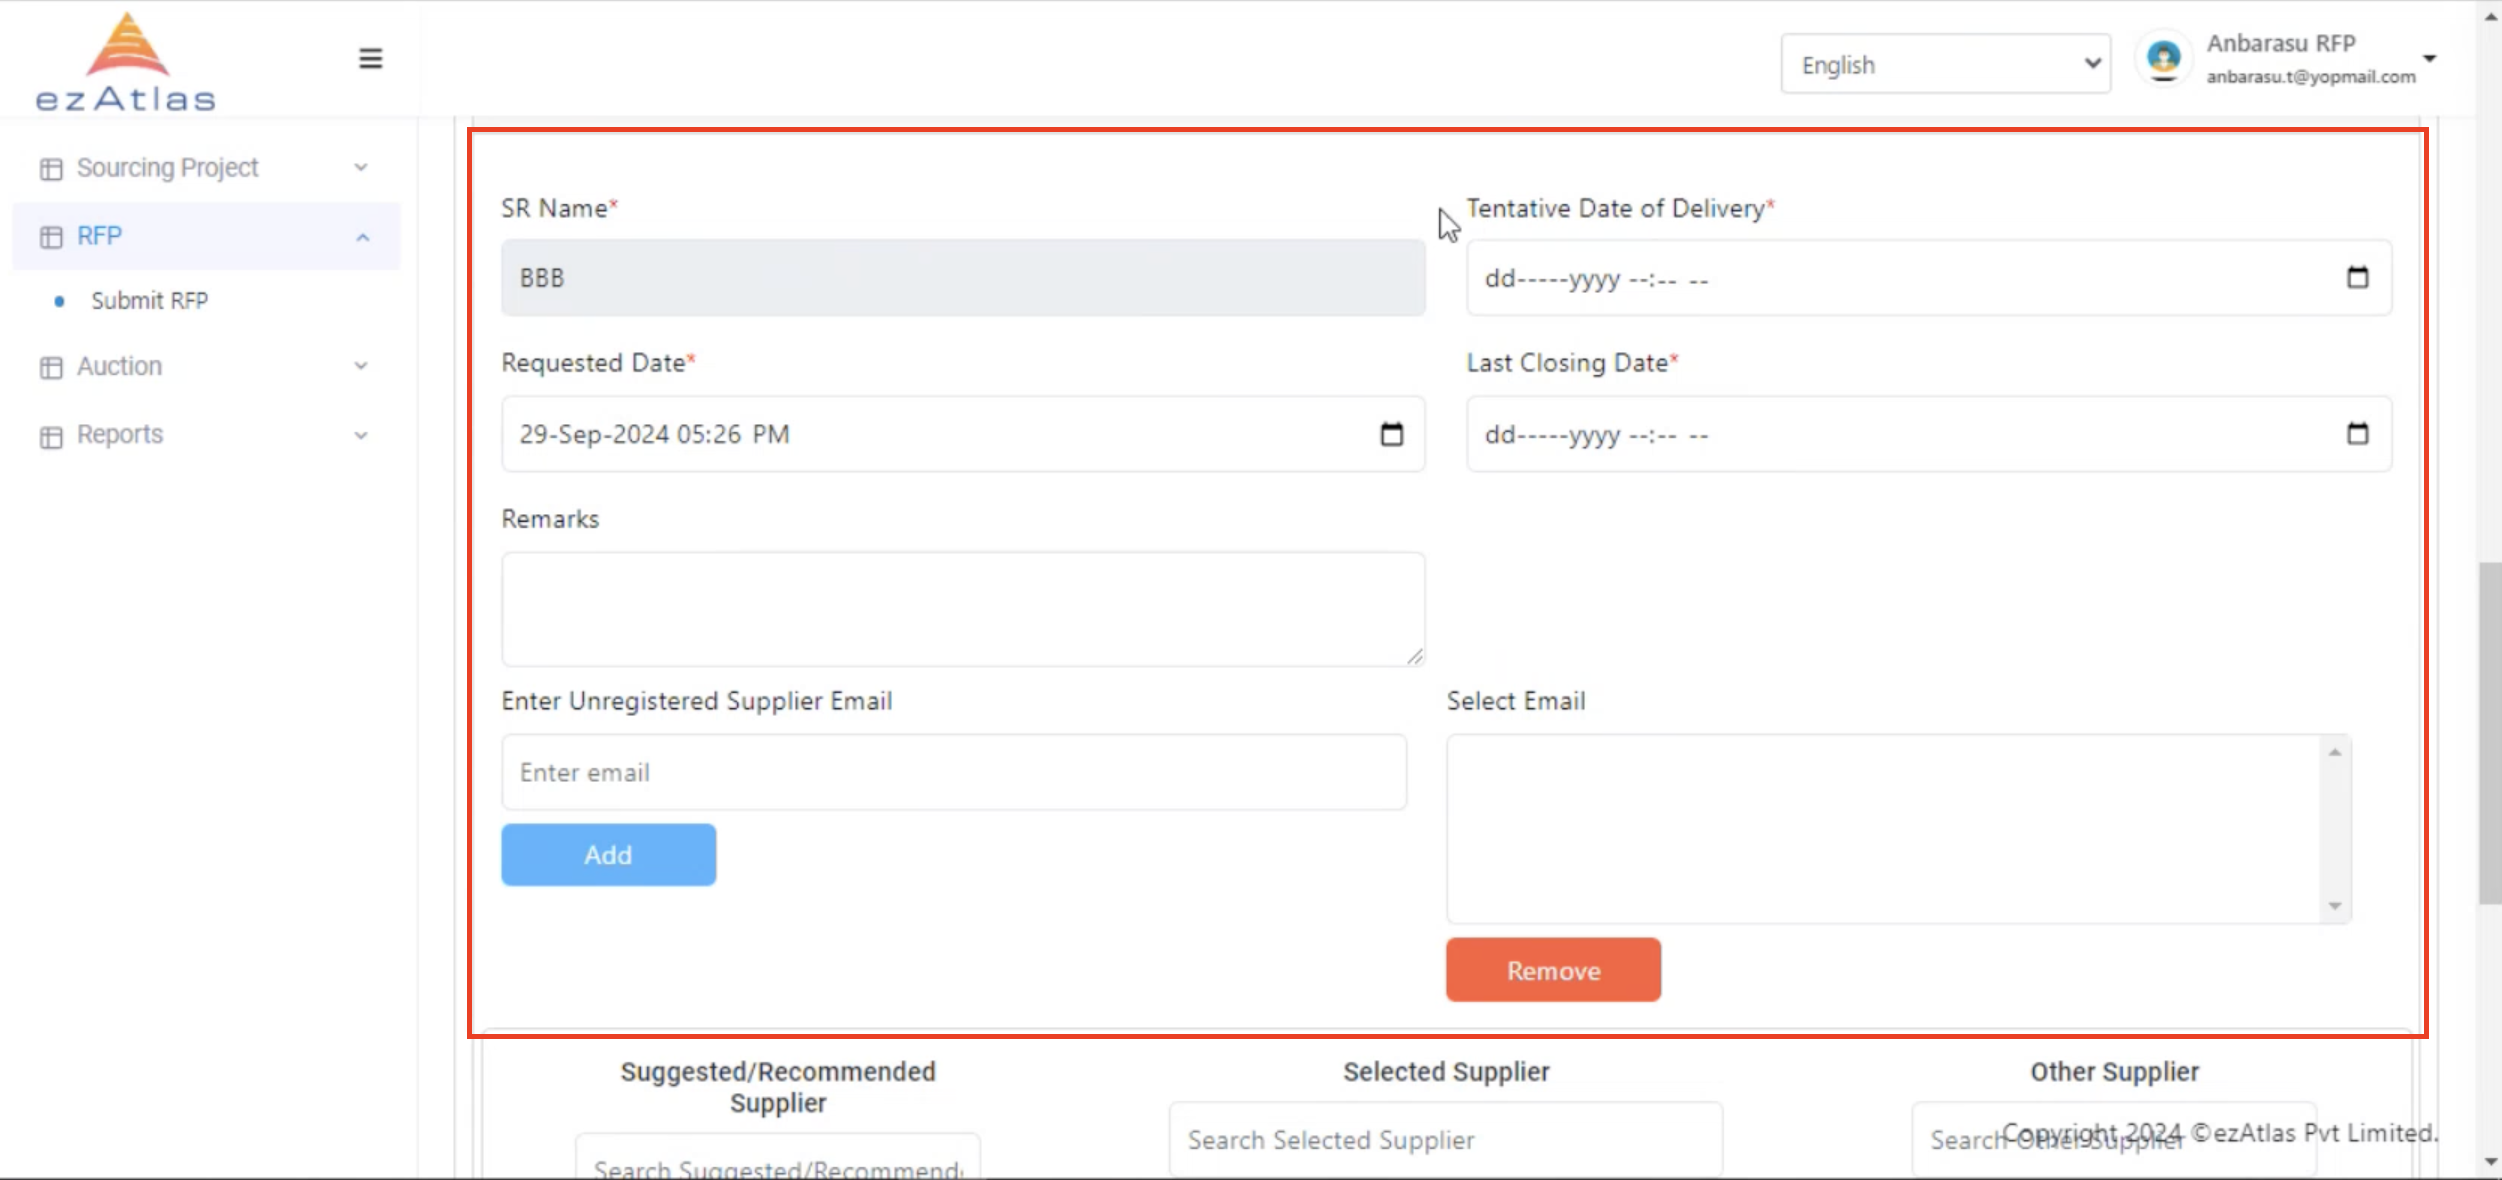 ezAtlas
English
Anbarasu RFP
anbarasu.t@yopmail.com
Sourcing Project
RFP
Submit RFP
Auction
Reports
SR Name*
BBB
Tentative Date of Delivery*
dd-----yyyy --:-- --
Requested Date*
29-Sep-2024 05:26 PM
Last Closing Date*
dd-----yyyy --:-- --
Remarks
Enter Unregistered Supplier Email
Enter email
Add
Select Email
Remove
Suggested/Recommended
Supplier
Search Suggested/Recommend
Selected Supplier
Search Selected Supplier
Other Supplier
Search Other Supplier
Copyright 2024 ©ezAtlas Pvt Limited.